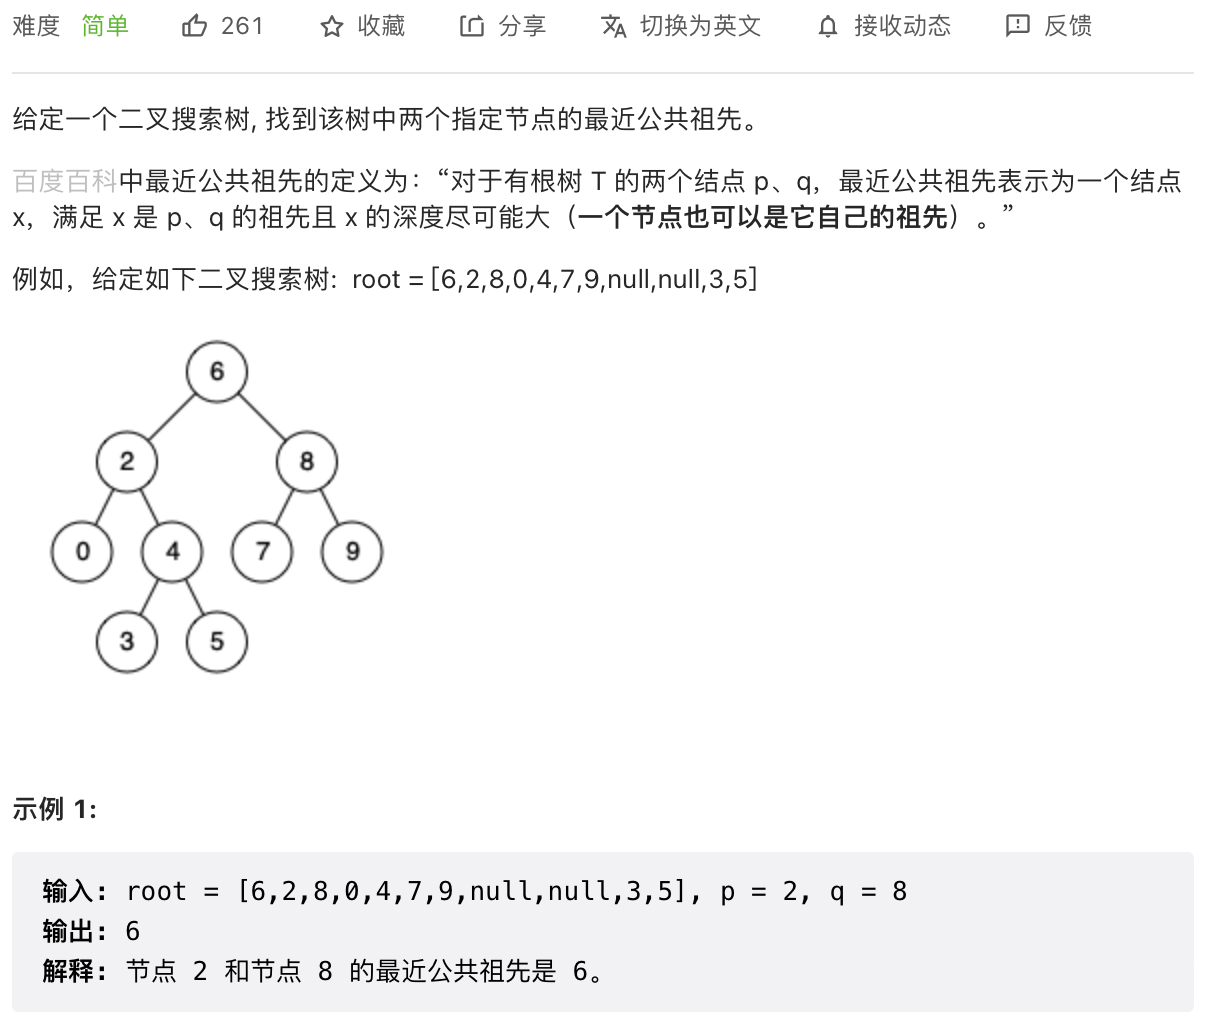 难度 简单 261 收藏 分享 切换为英文 接收动态 反馈
给定一个二叉搜索树, 找到该树中两个指定节点的最近公共祖先。
百度百科中最近公共祖先的定义为：“对于有根树 T 的两个结点 p、q，最近公共祖先表示为一个结点
x，满足 x 是 p、q 的祖先且 x 的深度尽可能大（一个节点也可以是它自己的祖先）。”
例如，给定如下二叉搜索树:  root = [6,2,8,0,4,7,9,null,null,3,5]
6
2 8
0 4 7 9
3 5
示例 1:
输入: root = [6,2,8,0,4,7,9,null,null,3,5], p = 2, q = 8
输出: 6
解释: 节点 2 和节点 8 的最近公共祖先是 6。